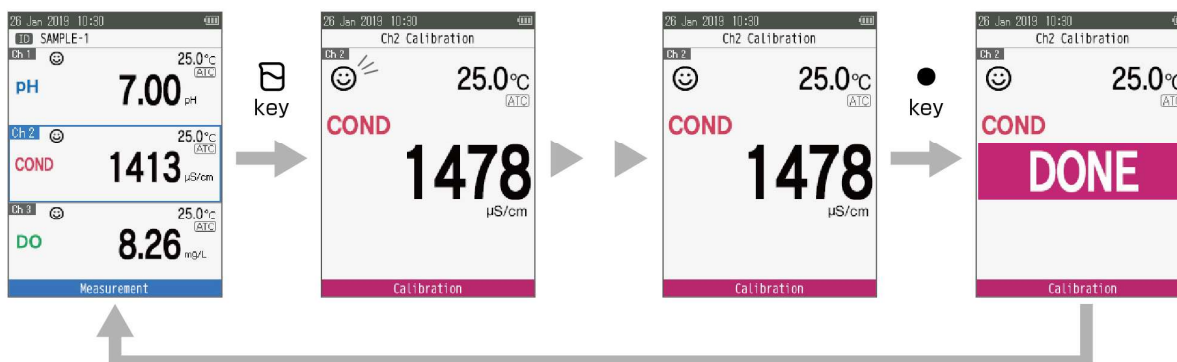 26 Jan 2019 10:30
ID SAMPLE-1
Ch 1
25.0°C
ATC
pH
7.00 pH
Ch 2
25.0°C
ATC
COND
1413 µS/cm
Ch 3
25.0°C
ATC
DO
8.26 mg/L
Measurement
key
26 Jan 2019 10:30
Ch2 Calibration
Ch 2
25.0°C
ATC
COND
1478
µS/cm
Calibration
26 Jan 2019 10:30
Ch2 Calibration
Ch 2
25.0°C
ATC
COND
1478
µS/cm
Calibration
key
26 Jan 2019 10:30
Ch2 Calibration
Ch 2
25.0°C
ATC
COND
DONE
Calibration